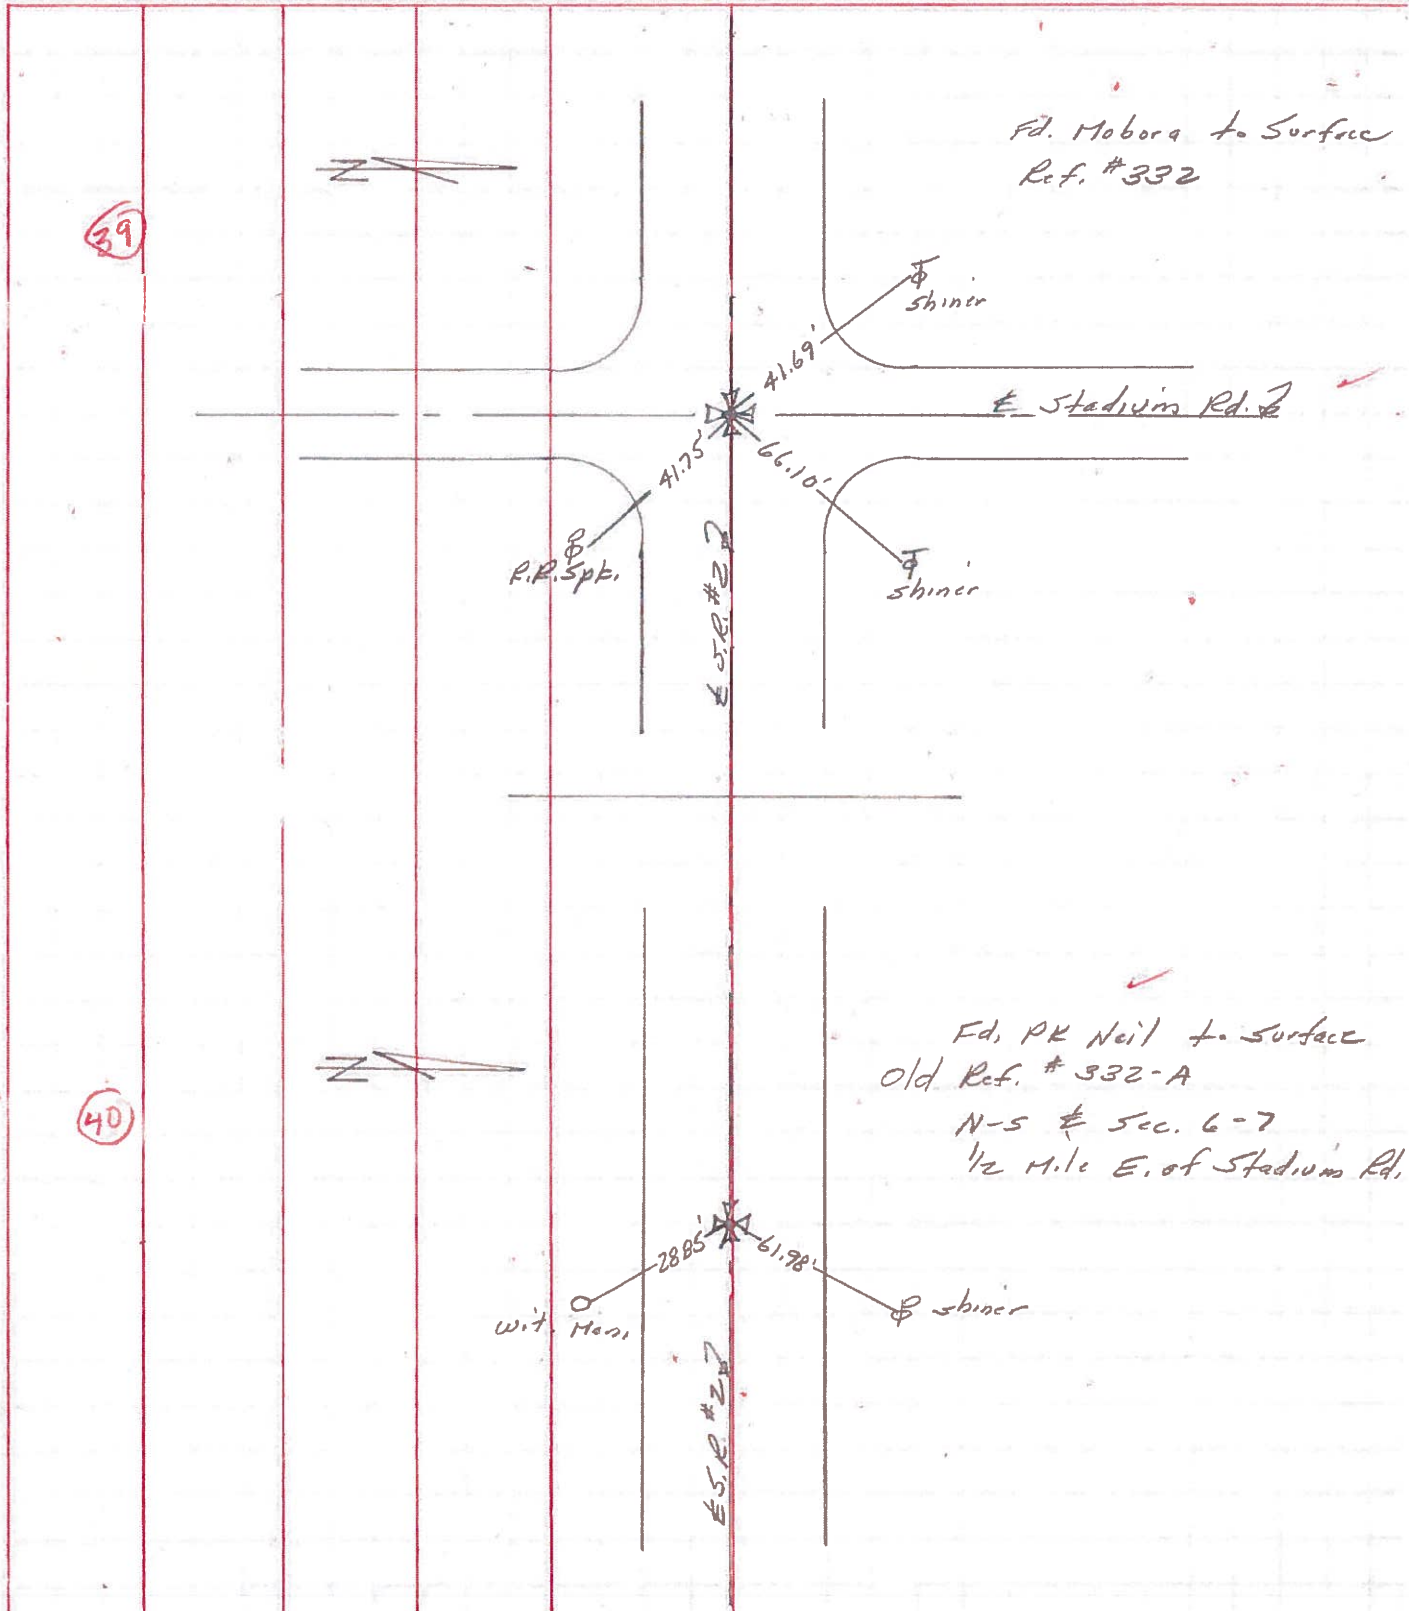 Fd. Mobora to Surface
Ref. #332
N
39
shiner
41.69'
℄ Stadium Rd.
41.75'
66.10'
R.R. Spk.
shiner
℄ S.R. #2
Fd. PK Nail to surface
Old Ref. # 332-A
N
40
N-S ℄ Sec. 6-7
1/2 Mile E. of Stadium Rd.
28.85'
61.98'
wit. Mon.
shiner
℄ S.R. #2